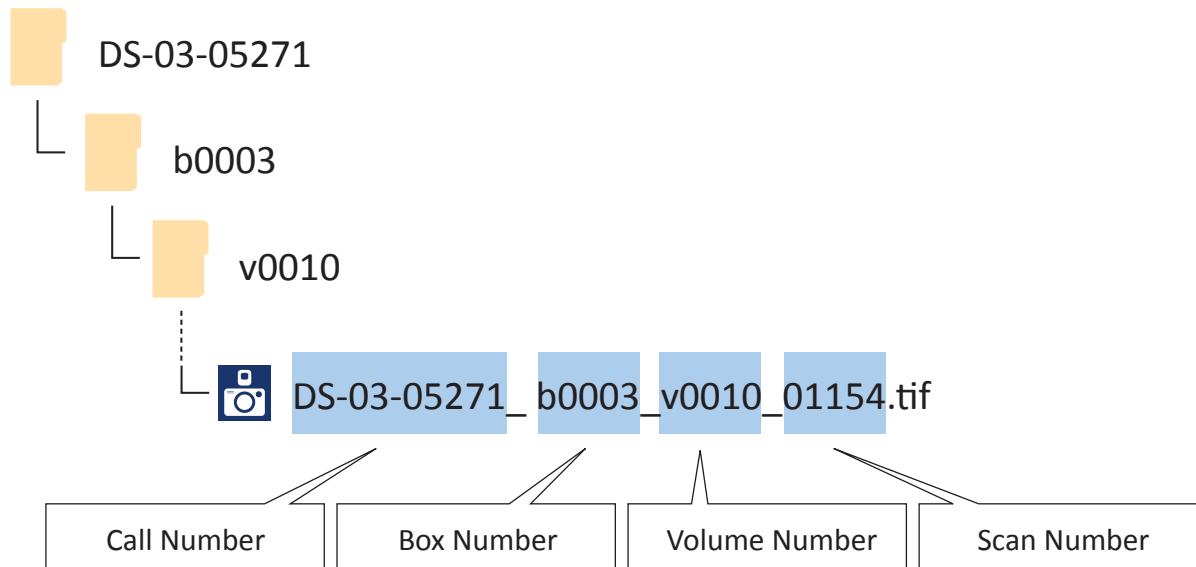 DS-03-05271
b0003
v0010
DS-03-05271_ b0003_v0010_01154.tif
Call Number
Box Number
Volume Number
Scan Number